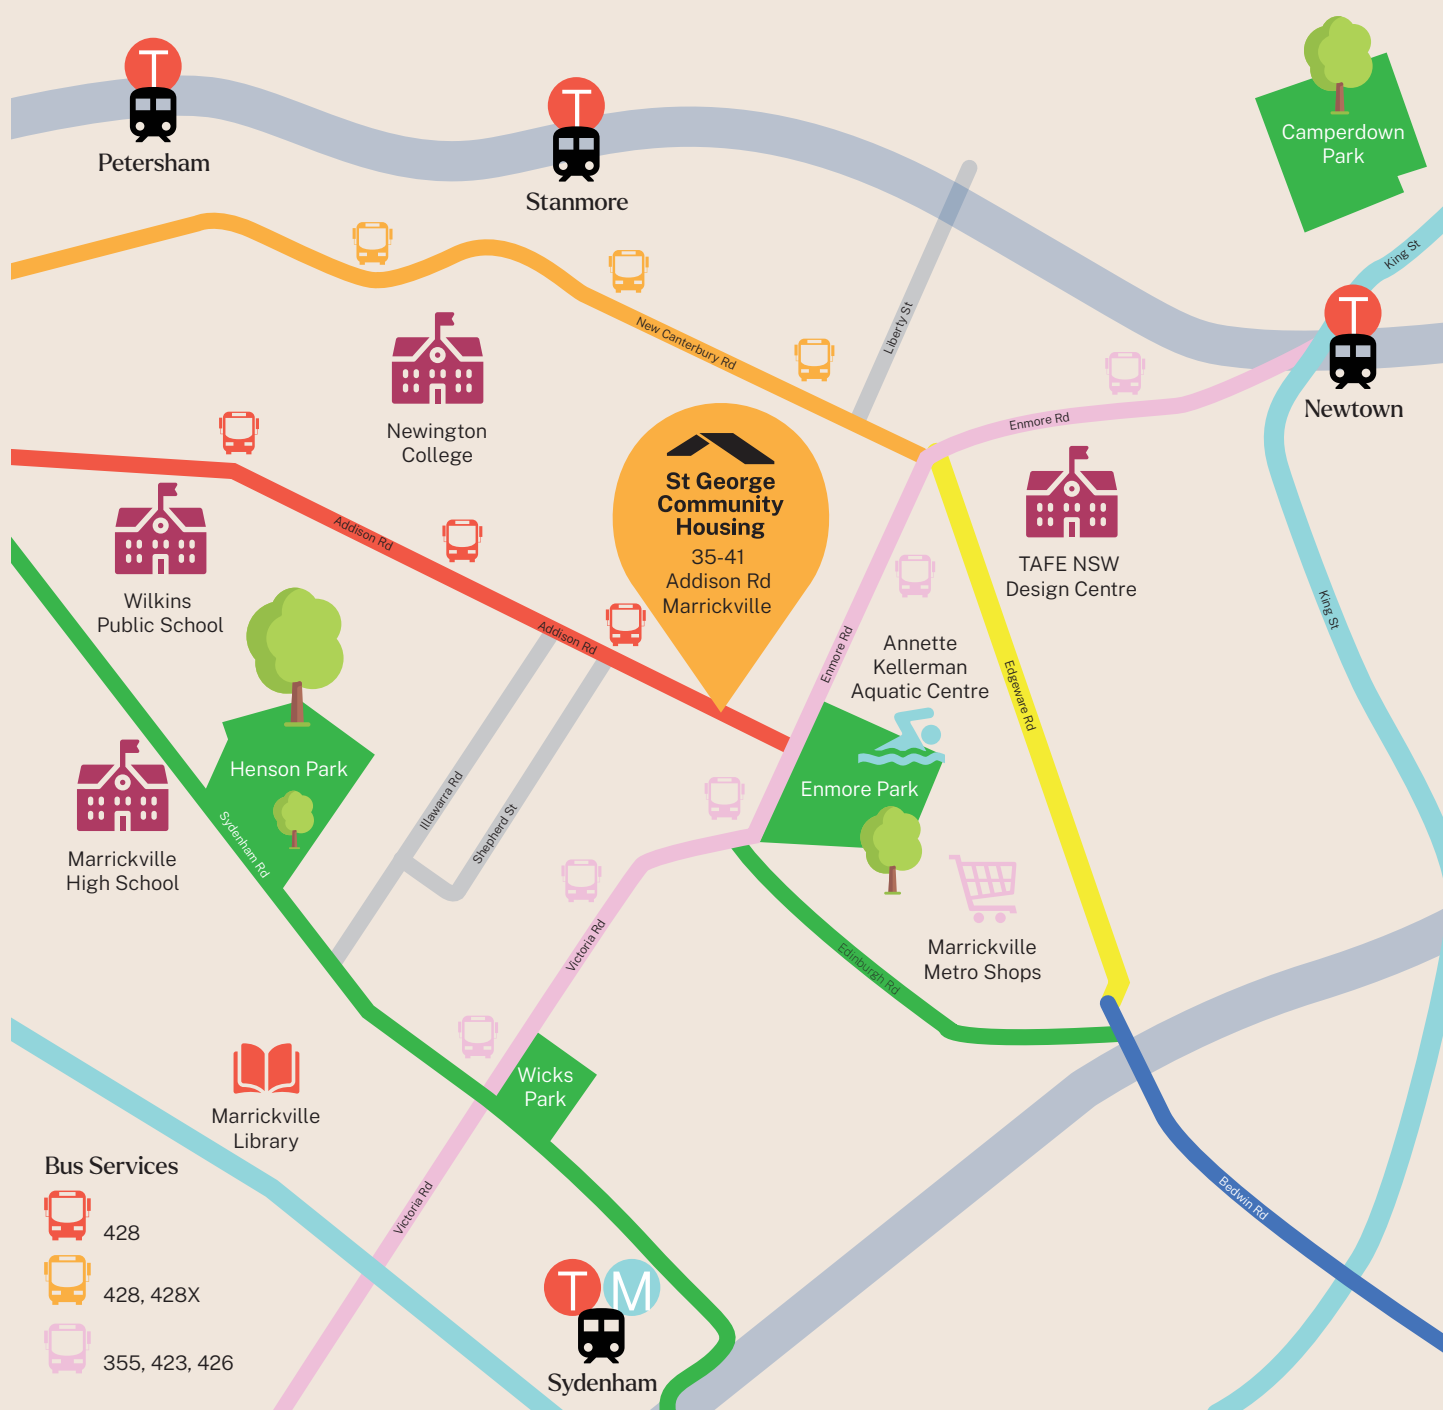 T
Petersham
T
Stanmore
Camperdown
Park
King St
T
Newtown
Liberty St
New Canterbury Rd
Enmore Rd
Newington
College
St George
Community
Housing
35-41
Addison Rd
Marrickville
Addison Rd
TAFE NSW
Design Centre
Wilkins
Public School
King St
Addison Rd
Enmore Rd
Annette
Kellerman
Aquatic Centre
Edgeware Rd
Henson Park
Enmore Park
Illawarra Rd
Shepherd St
Sydenham Rd
Marrickville
High School
Victoria Rd
Edinburgh Rd
Marrickville
Metro Shops
Wicks
Park
Marrickville
Library
Victoria Rd
Bedwin Rd
Bus Services
428
428, 428X
355, 423, 426
T M
Sydenham